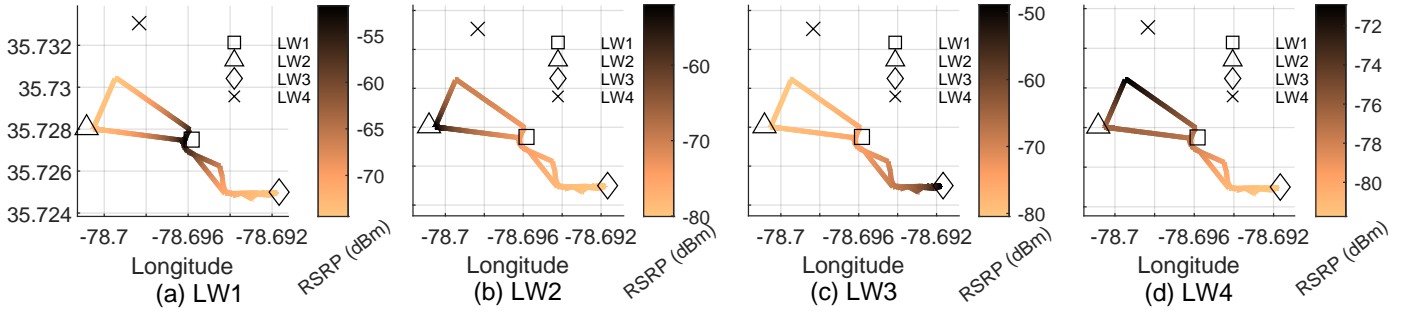 35.732
35.73
35.728
35.726
35.724
-78.7
-78.696
-78.692
Longitude
LW1
LW2
LW3
LW4
-55
-60
-65
-70
RSRP (dBm)
(a) LW1
-78.7
-78.696
-78.692
Longitude
LW1
LW2
LW3
LW4
-60
-70
-80
RSRP (dBm)
(b) LW2
-78.7
-78.696
-78.692
Longitude
LW1
LW2
LW3
LW4
-50
-60
-70
-80
RSRP (dBm)
(c) LW3
-78.7
-78.696
-78.692
Longitude
LW1
LW2
LW3
LW4
-72
-74
-76
-78
-80
RSRP (dBm)
(d) LW4